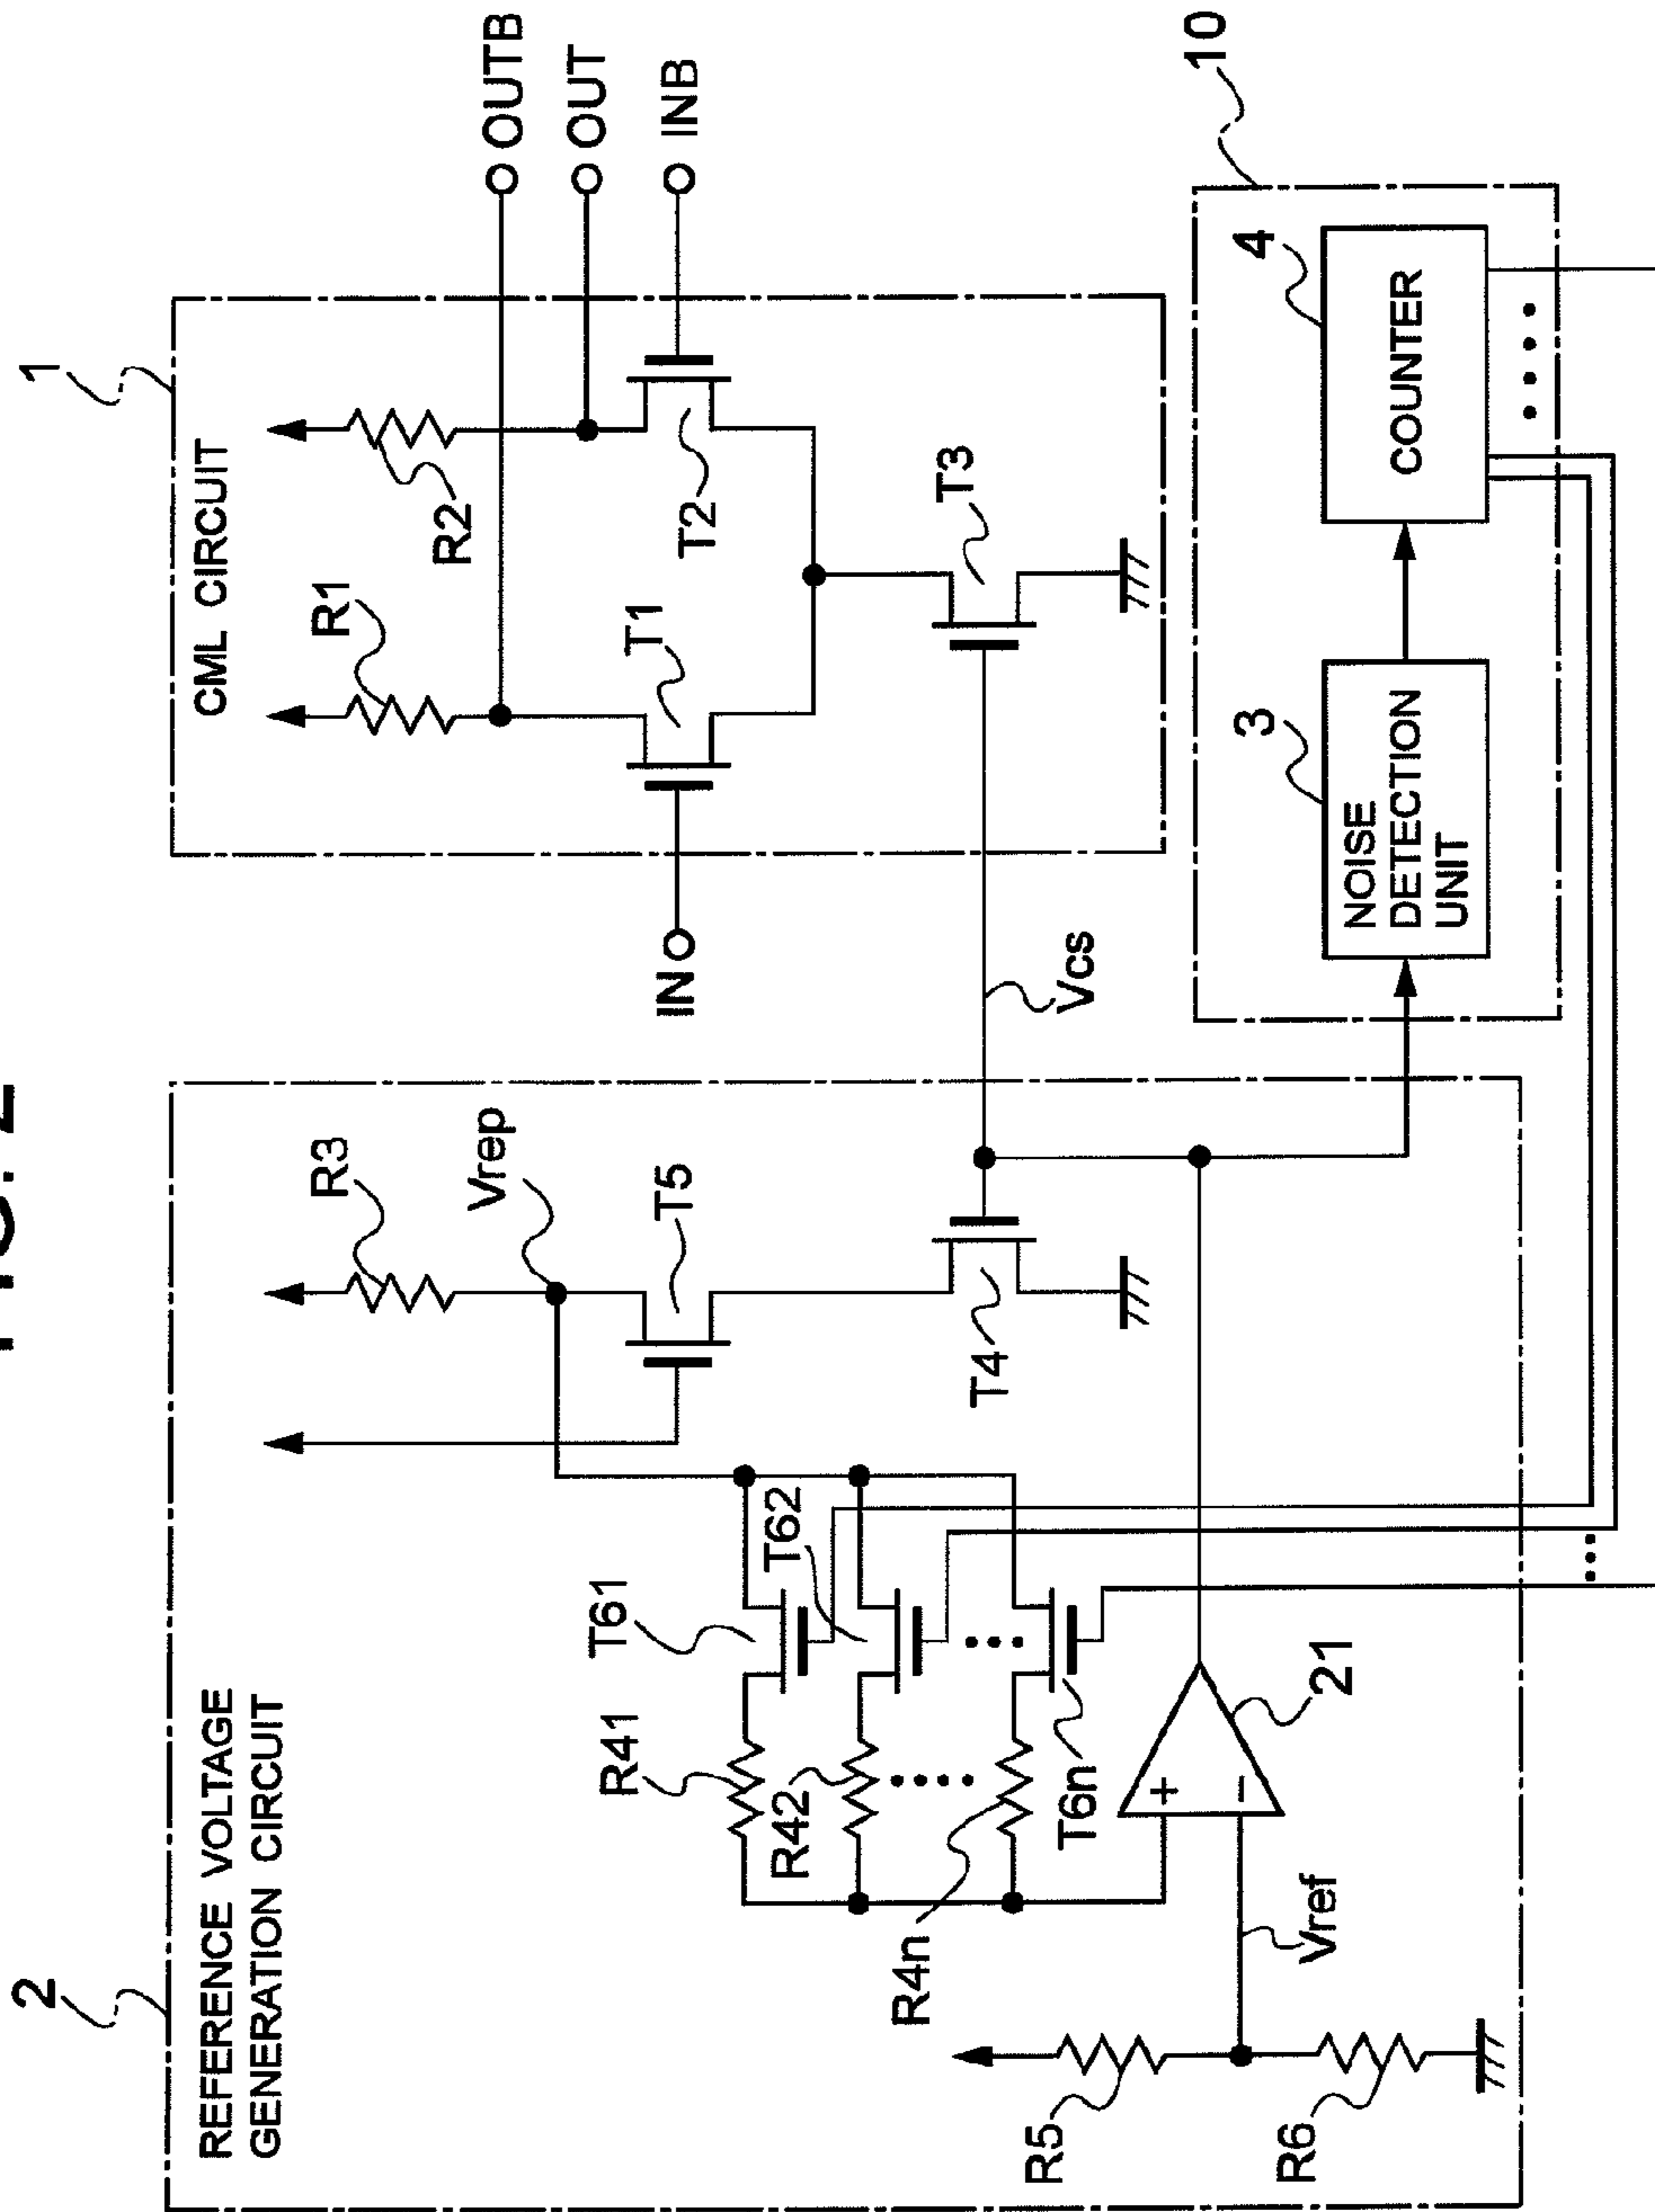 2
REFERENCE VOLTAGE
GENERATION CIRCUIT
R3
Vrep
T5
T4
T61
T62
T6n
R41
R42
R4n
21
+
−
Vref
R5
R6
1
CML CIRCUIT
R1
R2
T1
T2
T3
IN
OUTB
OUT
INB
Vcs
10
3
NOISE
DETECTION
UNIT
4
COUNTER